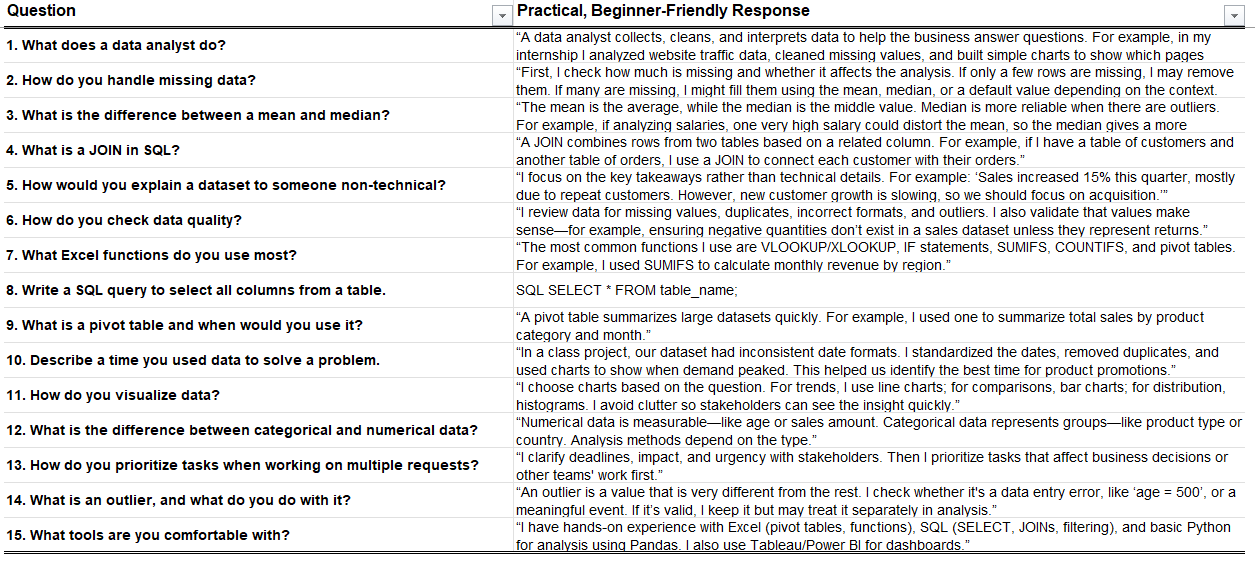 Question
Practical, Beginner-Friendly Response
1. What does a data analyst do?
“A data analyst collects, cleans, and interprets data to help the business answer questions. For example, in my
internship I analyzed website traffic data, cleaned missing values, and built simple charts to show which pages
2. How do you handle missing data?
“First, I check how much is missing and whether it affects the analysis. If only a few rows are missing, I may remove
them. If many are missing, I might fill them using the mean, median, or a default value depending on the context.
3. What is the difference between a mean and median?
“The mean is the average, while the median is the middle value. Median is more reliable when there are outliers.
For example, if analyzing salaries, one very high salary could distort the mean, so the median gives a more
4. What is a JOIN in SQL?
“A JOIN combines rows from two tables based on a related column. For example, if I have a table of customers and
another table of orders, I use a JOIN to connect each customer with their orders.”
5. How would you explain a dataset to someone non-technical?
“I focus on the key takeaways rather than technical details. For example: ‘Sales increased 15% this quarter, mostly
due to repeat customers. However, new customer growth is slowing, so we should focus on acquisition.’”
6. How do you check data quality?
“I review data for missing values, duplicates, incorrect formats, and outliers. I also validate that values make
sense—for example, ensuring negative quantities don’t exist in a sales dataset unless they represent returns.”
7. What Excel functions do you use most?
“The most common functions I use are VLOOKUP/XLOOKUP, IF statements, SUMIFS, COUNTIFS, and pivot tables.
For example, I used SUMIFS to calculate monthly revenue by region.”
8. Write a SQL query to select all columns from a table.
SQL SELECT * FROM table_name;
9. What is a pivot table and when would you use it?
“A pivot table summarizes large datasets quickly. For example, I used one to summarize total sales by product
category and month.”
10. Describe a time you used data to solve a problem.
“In a class project, our dataset had inconsistent date formats. I standardized the dates, removed duplicates, and
used charts to show when demand peaked. This helped us identify the best time for product promotions.”
11. How do you visualize data?
“I choose charts based on the question. For trends, I use line charts; for comparisons, bar charts; for distribution,
histograms. I avoid clutter so stakeholders can see the insight quickly.”
12. What is the difference between categorical and numerical data?
“Numerical data is measurable—like age or sales amount. Categorical data represents groups—like product type or
country. Analysis methods depend on the type.”
13. How do you prioritize tasks when working on multiple requests?
“I clarify deadlines, impact, and urgency with stakeholders. Then I prioritize tasks that affect business decisions or
other teams' work first.”
14. What is an outlier, and what do you do with it?
“An outlier is a value that is very different from the rest. I check whether it's a data entry error, like ‘age = 500’, or a
meaningful event. If it’s valid, I keep it but may treat it separately in analysis.”
15. What tools are you comfortable with?
“I have hands-on experience with Excel (pivot tables, functions), SQL (SELECT, JOINs, filtering), and basic Python
for analysis using Pandas. I also use Tableau/Power BI for dashboards.”